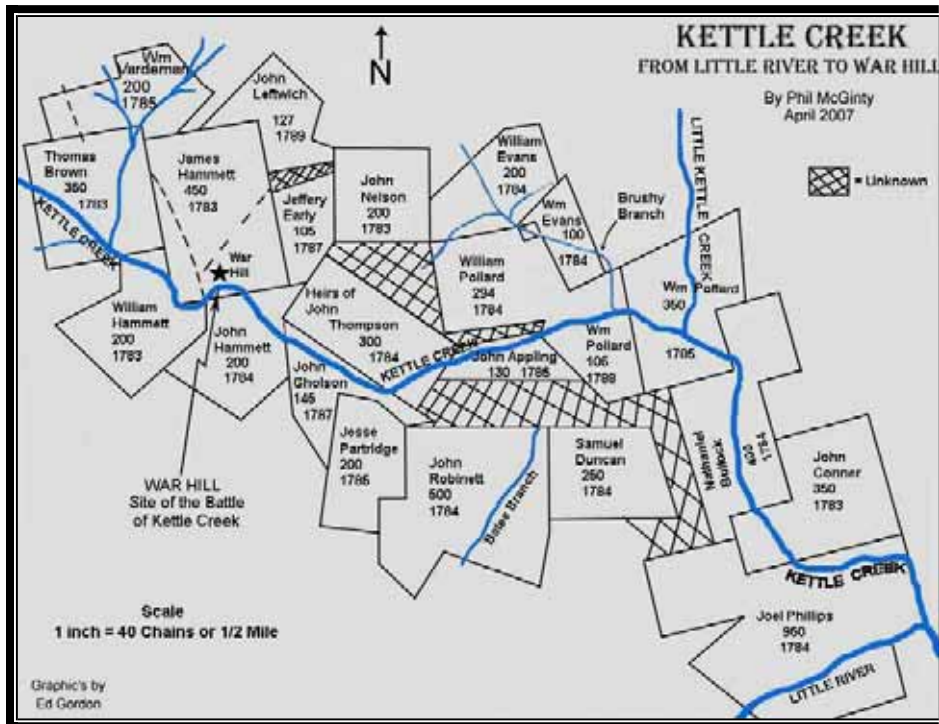 KETTLE CREEK
FROM LITTLE RIVER TO WAR HILL
By Phil McGinty
April 2007
N
= Unknown
Wm
Vardeman
200
1785
John
Leftwich
127
1789
Thomas
Brown
350
1783
James
Hammett
450
1783
Jeffery
Early
105
1787
John
Nelson
200
1783
William
Evans
200
1784
Wm
Evans
100
1784
Brushy
Branch
LITTLE KETTLE CREEK
KETTLE CREEK
War
Hill
William
Pollard
294
1784
Wm Pollard
350
1785
William
Hammett
200
1783
John
Hammett
200
1784
Heirs of
John
Thompson
300
1784
KETTLE CREEK
John Appling
130 1785
Wm
Pollard
106
1788
John
Gholson
145
1787
Jesse
Partridge
200
1785
John
Robinett
500
1784
Bates Branch
Samuel
Duncan
250
1784
Nathaniel
Bullock
400
1784
John
Conner
350
1783
WAR HILL
Site of the Battle
of Kettle Creek
KETTLE CREEK
Joel Phillips
950
1784
LITTLE RIVER
Scale
1 inch = 40 Chains or 1/2 Mile
Graphic's by
Ed Gordon